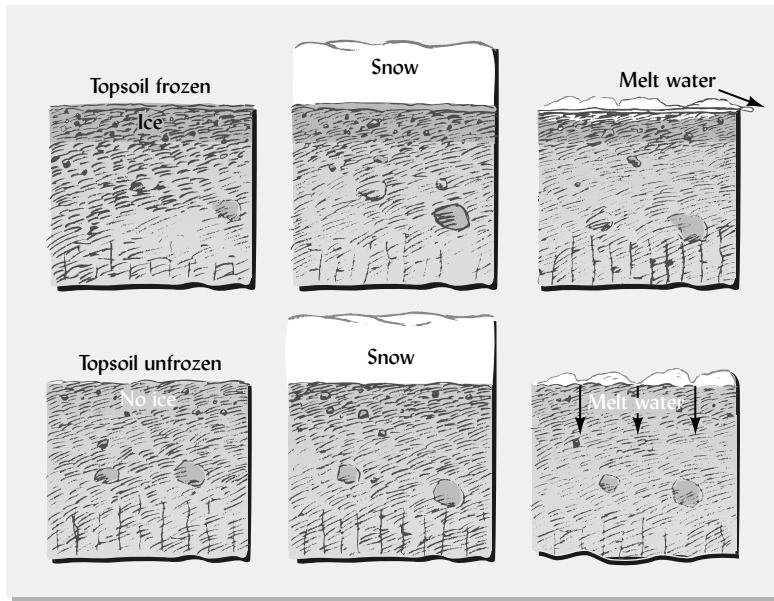 Topsoil frozen
Ice
Snow
Melt water
Topsoil unfrozen
No ice
Snow
Melt water